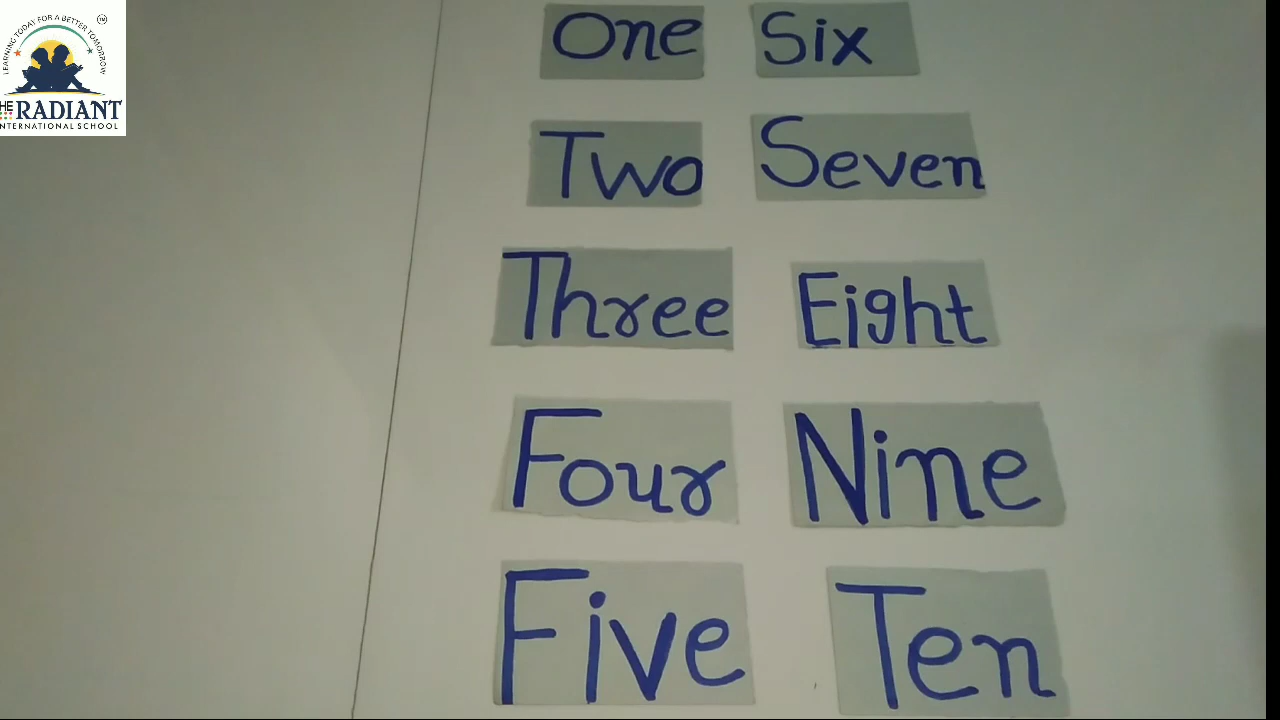 LEARNING TODAY FOR A BETTER TOMORROW
TM
HE RADIANT
NTERNATIONAL SCHOOL
One Six
Two Seven
Three Eight
Four Nine
Five Ten